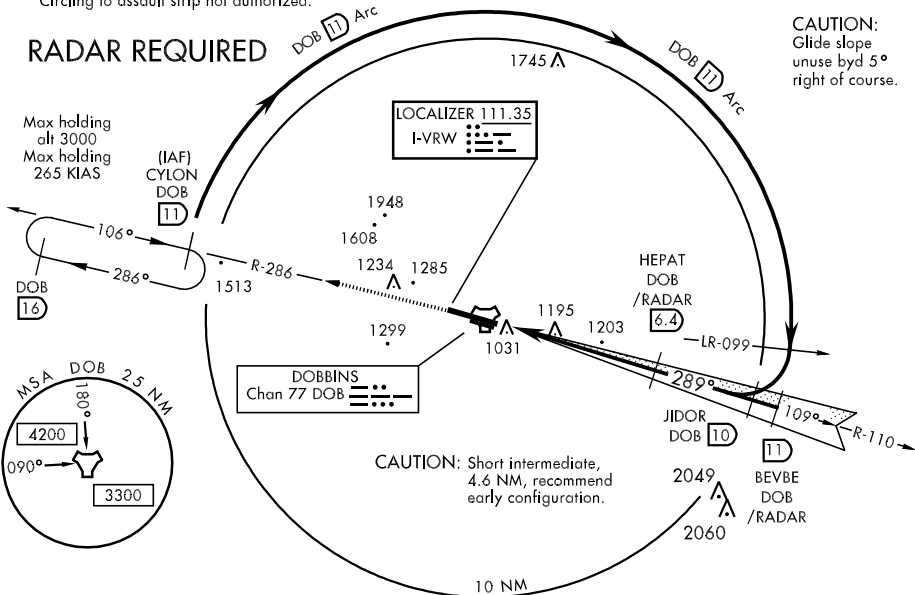 Circling to assault strip not authorized.
RADAR REQUIRED
DOB 11 Arc
DOB 11 Arc
1745
CAUTION:
Glide slope
unuse byd 5°
right of course.
Max holding
alt 3000
Max holding
265 KIAS
(IAF)
CYLON
DOB
11
LOCALIZER 111.35
I-VRW
106°
286°
DOB
16
1513
R-286
1948
1608
1234
1285
1299
1031
1195
1203
HEPAT
DOB
/RADAR
6.4
LR-099
289°
109°
R-110
JIDOR
DOB 10
11
BEVBE
DOB
/RADAR
DOBBINS
Chan 77 DOB
MSA DOB 25 NM
180°
4200
090°
3300
CAUTION: Short intermediate,
4.6 NM, recommend
early configuration.
2049
2060
10 NM